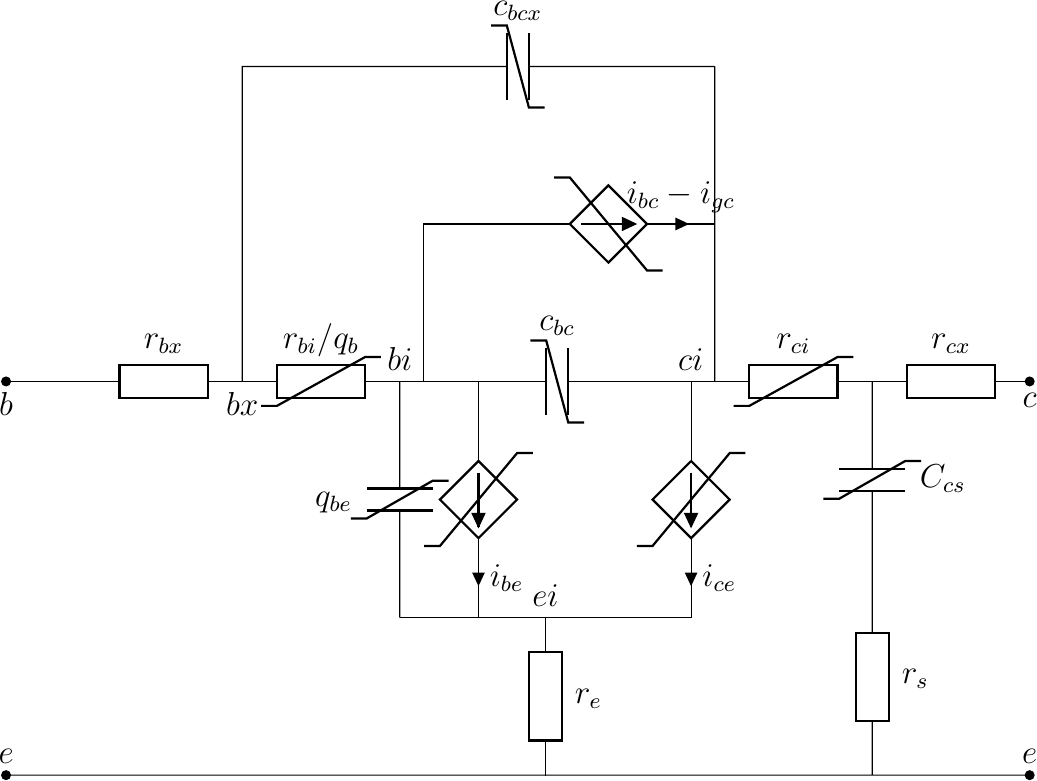 c_{bcx}
i_{bc} − i_{gc}
c_{bc}
r_{bx}
r_{bi}/q_b
bi
ci
r_{ci}
r_{cx}
b
bx
c
q_{be}
C_{cs}
i_{be}
i_{ce}
ei
r_e
r_s
e
e